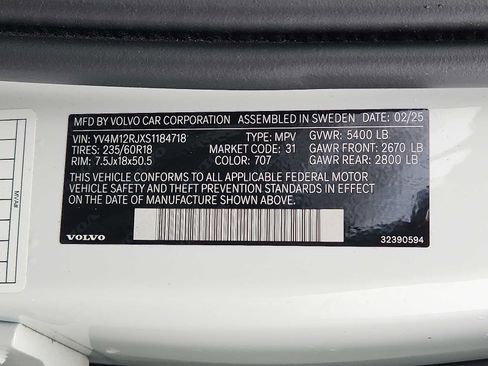 MFD BY VOLVO CAR CORPORATION ASSEMBLED IN SWEDEN DATE: 02/25
VIN: YV4M12RJXS1184718 TYPE: MPV GVWR: 5400 LB
TIRES: 235/60R18 MARKET CODE: 31 GAWR FRONT: 2670 LB
RIM: 7.5Jx18x50.5 COLOR: 707 GAWR REAR: 2800 LB
THIS VEHICLE CONFORMS TO ALL APPLICABLE FEDERAL MOTOR
VEHICLE SAFETY AND THEFT PREVENTION STANDARDS IN EFFECT
ON THE DATE OF MANUFACTURE SHOWN ABOVE.
VOLVO 32390594